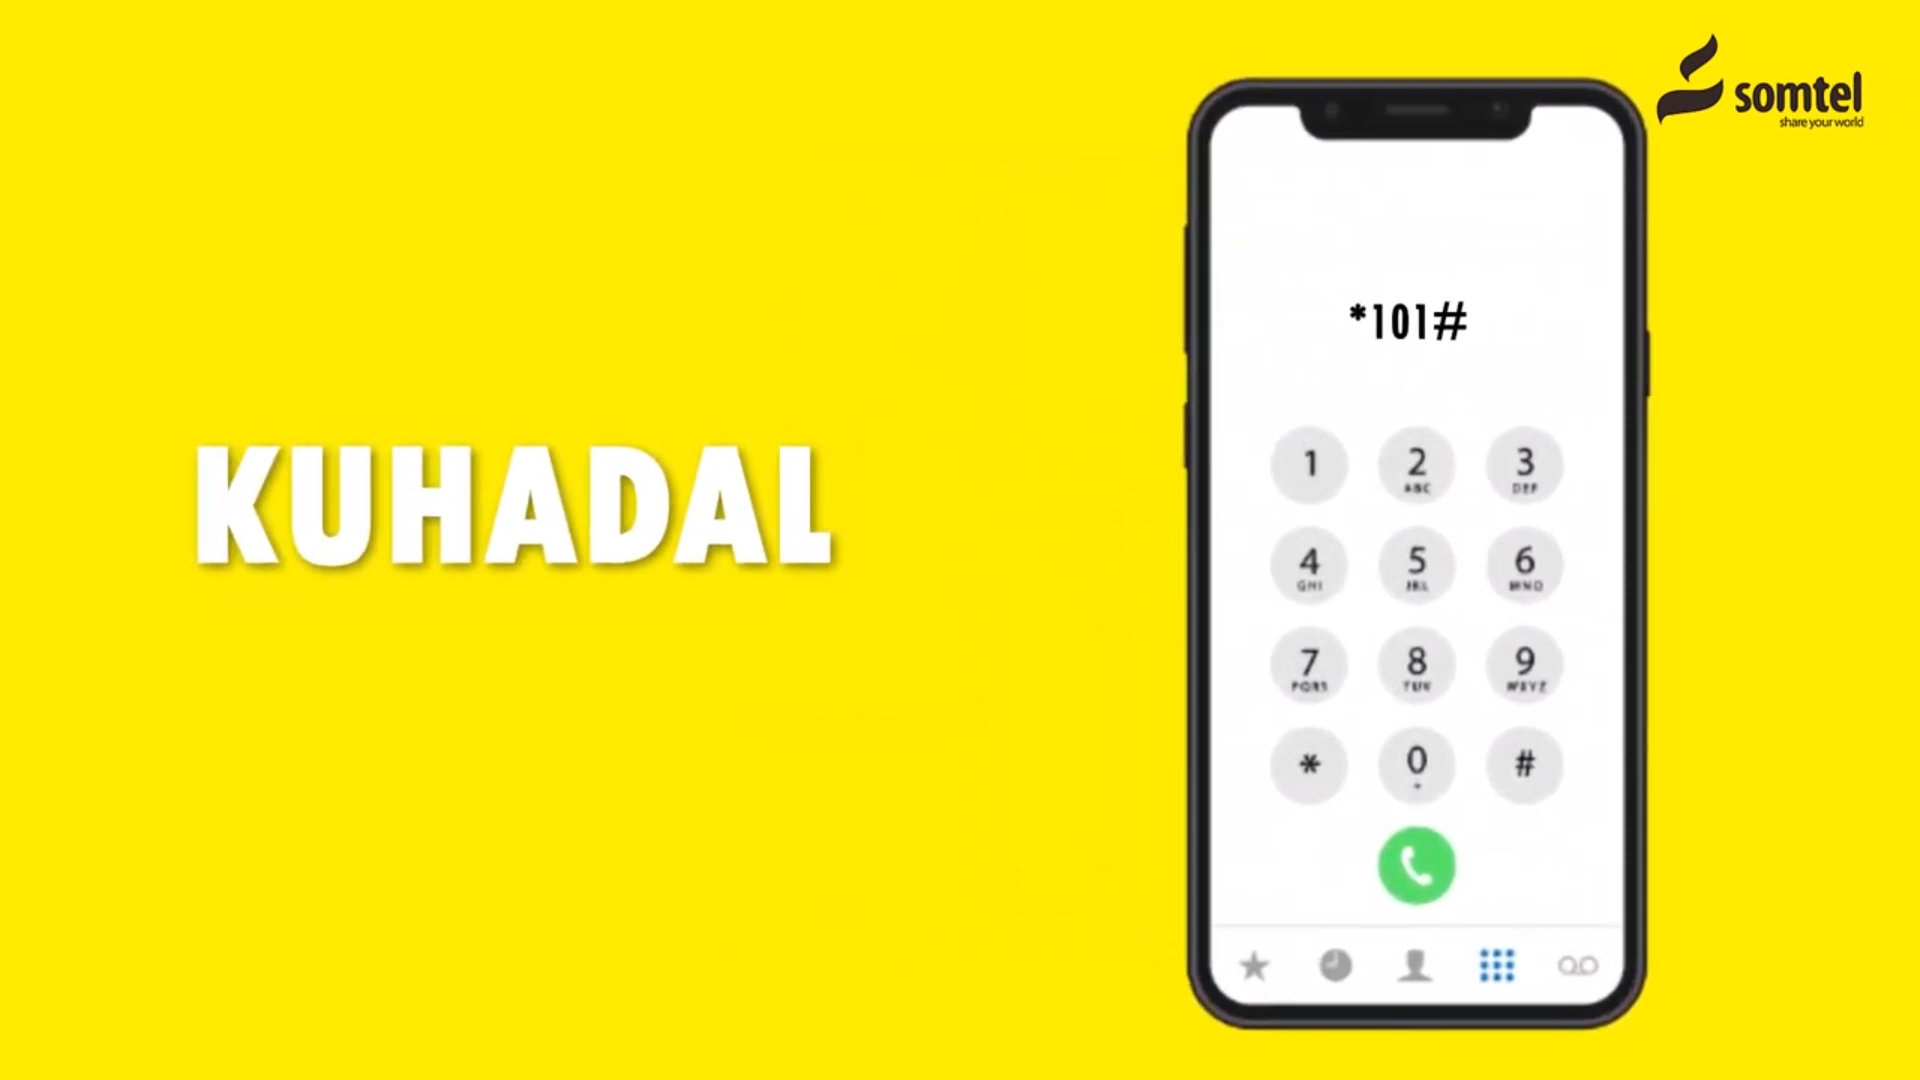 somtel
share your world
*101#
KUHADAL
1
2
ABC
3
DEF
4
GHI
5
JKL
6
MNO
7
PQRS
8
TUV
9
WXYZ
*
0
+
#